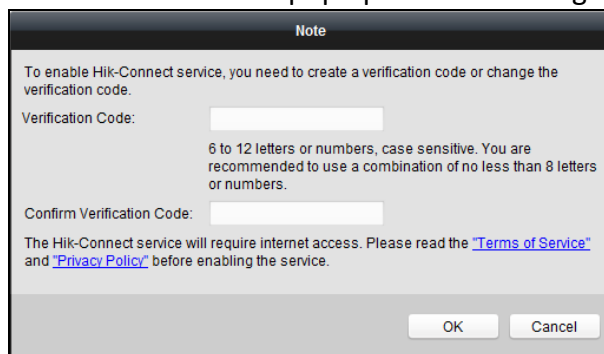 Note
To enable Hik-Connect service, you need to create a verification code or change the
verification code.
Verification Code:
6 to 12 letters or numbers, case sensitive. You are
recommended to use a combination of no less than 8 letters
or numbers.
Confirm Verification Code:
The Hik-Connect service will require internet access. Please read the "Terms of Service"
and "Privacy Policy" before enabling the service.
OK Cancel